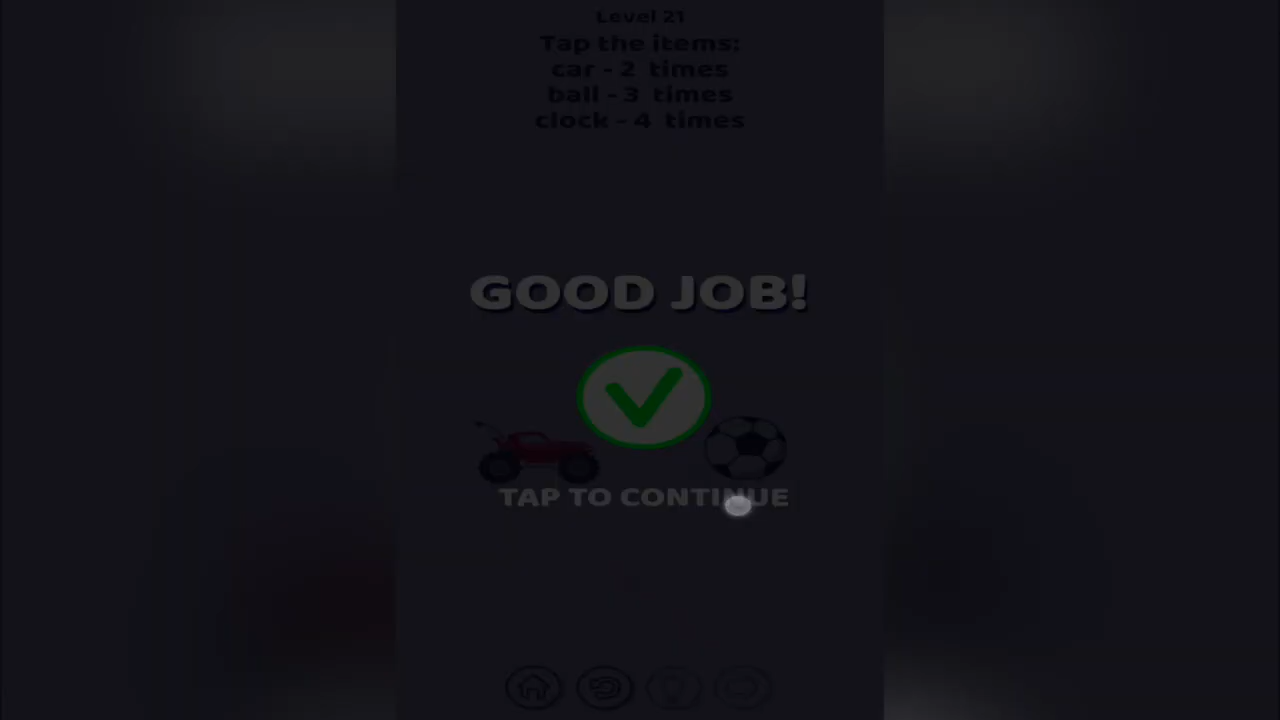 Level 21
Tap the items:
car - 2 times
ball - 3 times
clock - 4 times
GOOD JOB!
TAP TO CONTINUE